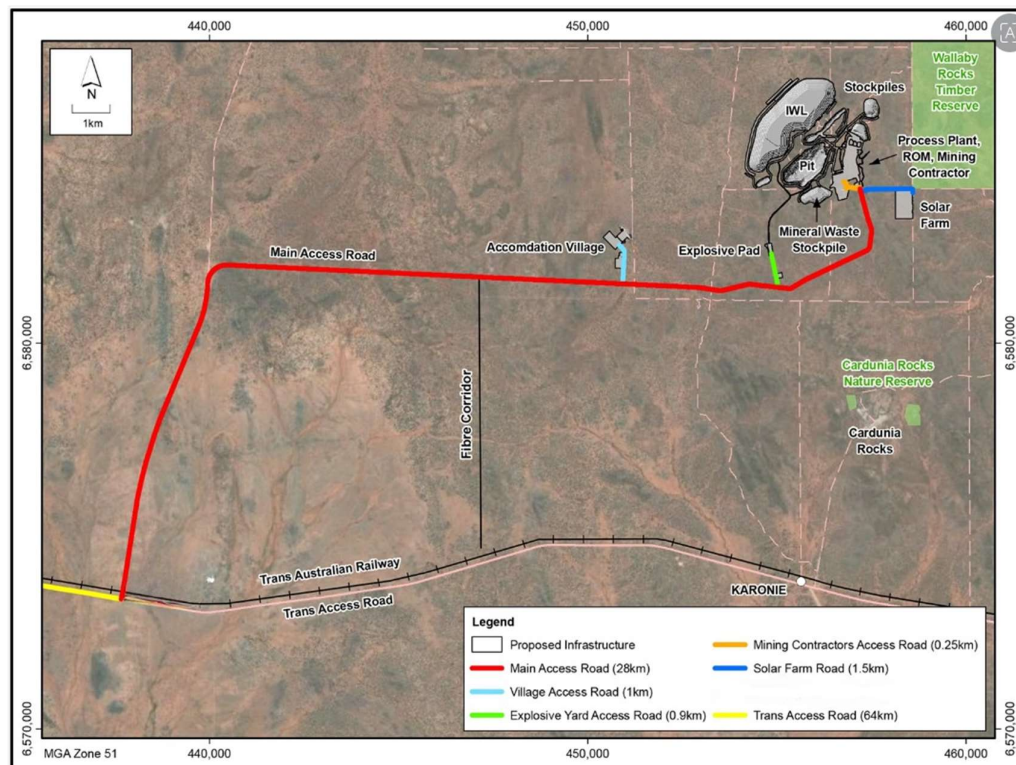 440,000
450,000
460,000
N
1km
Wallaby
Rocks
Timber
Reserve
Stockpiles
IWL
Pit
Process Plant,
ROM, Mining
Contractor
Solar
Farm
Mineral Waste
Stockpile
Explosive Pad
Accomdation Village
Main Access Road
6,580,000
6,580,000
Fibre Corridor
Cardunia Rocks
Nature Reserve
Cardunia
Rocks
Trans Australian Railway
Trans Access Road
KARONIE
Legend
Proposed Infrastructure
Main Access Road (28km)
Village Access Road (1km)
Explosive Yard Access Road (0.9km)
Mining Contractors Access Road (0.25km)
Solar Farm Road (1.5km)
Trans Access Road (64km)
6,570,000
6,570,000
MGA Zone 51
440,000
450,000
460,000